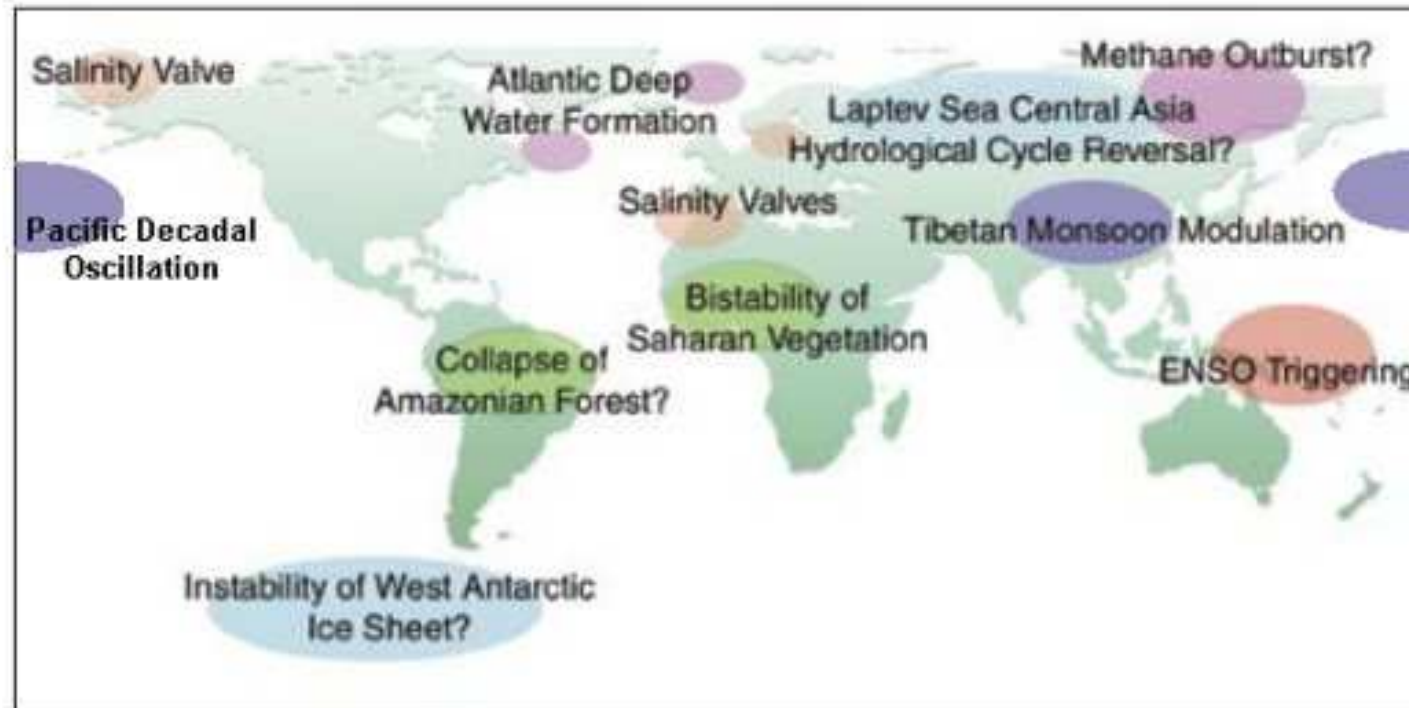 Salinity Valve
Atlantic Deep
Water Formation
Methane Outburst?
Laptev Sea Central Asia
Hydrological Cycle Reversal?
Salinity Valves
Tibetan Monsoon Modulation
Pacific Decadal
Oscillation
Bistability of
Saharan Vegetation
Collapse of
Amazonian Forest?
ENSO Triggering
Instability of West Antarctic
Ice Sheet?